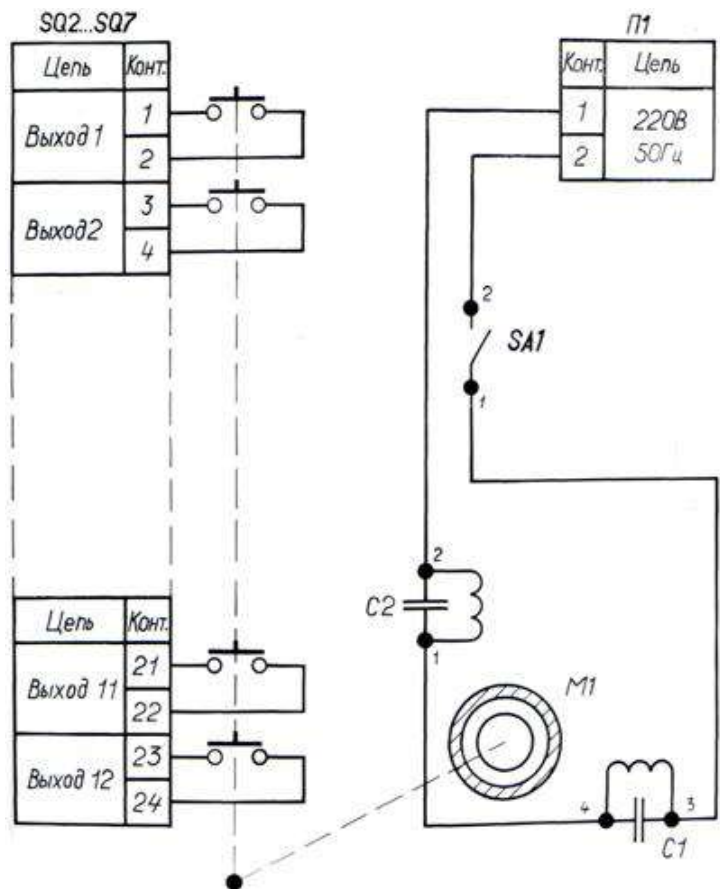 SQ2...SQ7
Цепь Конт.
Выход 1 1
2
Выход2 3
4
Цепь Конт.
Выход 11 21
22
Выход 12 23
24
П1
Конт. Цепь
1 220В
2 50Гц
2
SA1
1
2
C2
1
M1
4 3
C1